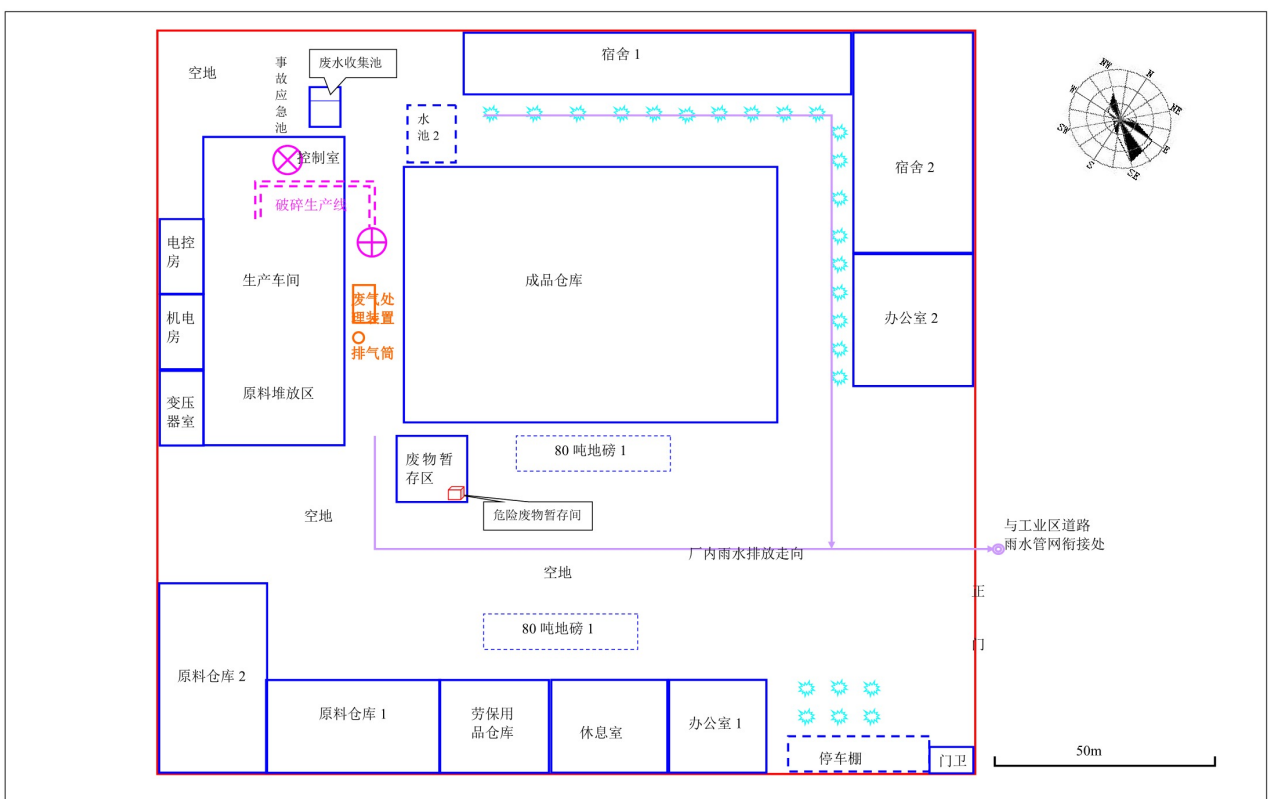 宿舍 1
空地
事
故
应
急
池
废水收集池
水
池 2
控制室
破碎生产线
宿舍 2
NW
N
W
NE
SW
E
S
SE
电控
房
生产车间
成品仓库
废气处
理装置
机电
房
办公室 2
排气筒
变压
器室
原料堆放区
80 吨地磅 1
废物暂
存区
危险废物暂存间
空地
与工业区道路
雨水管网衔接处
厂内雨水排放走向
空地
正
门
80 吨地磅 1
原料仓库 2
原料仓库 1
劳保用
品仓库
休息室
办公室 1
停车棚
门卫
50m